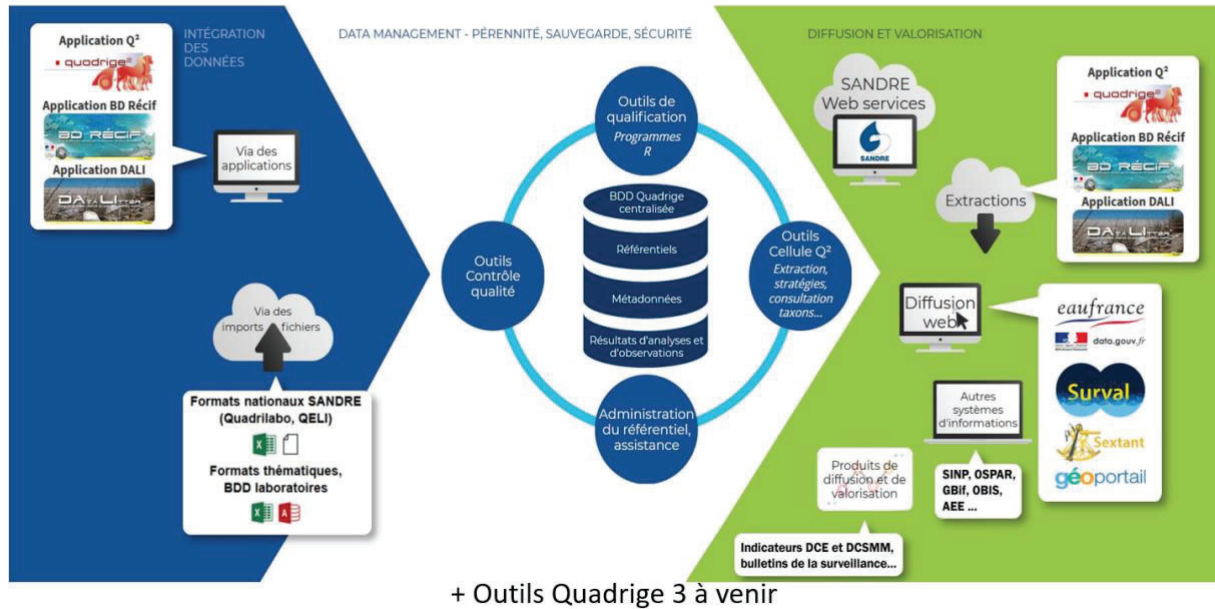 INTÉGRATION
DES
DONNÉES
Application Q²
quadrige²
Application BD Récif
BD RÉCIF
Application DALI
DATALITTER
Via des
applications
Via des
imports fichiers
Formats nationaux SANDRE
(Quadrilabo, QELI)
Formats thématiques,
BDD laboratoires
DATA MANAGEMENT - PÉRENNITÉ, SAUVEGARDE, SÉCURITÉ
Outils de
qualification
Programmes
R
Outils
Contrôle
qualité
BDD Quadrige
centralisée
Référentiels
Métadonnées
Résultats d'analyses et
d'observations
Outils
Cellule Q²
Extraction,
stratégies,
consultation
taxons...
Administration
du référentiel,
assistance
DIFFUSION ET VALORISATION
SANDRE
Web services
SANDRE
Extractions
Application Q²
quadrige²
Application BD Récif
BD RÉCIF
Application DALI
DATALITTER
Diffusion
web
eaufrance
data.gouv.fr
Surval
Sextant
géoportail
Autres
systèmes
d'informations
SINP, OSPAR,
GBif, OBIS,
AEE ...
Produits de
diffusion et de
valorisation
Indicateurs DCE et DCSMM,
bulletins de la surveillance...
+ Outils Quadrige 3 à venir